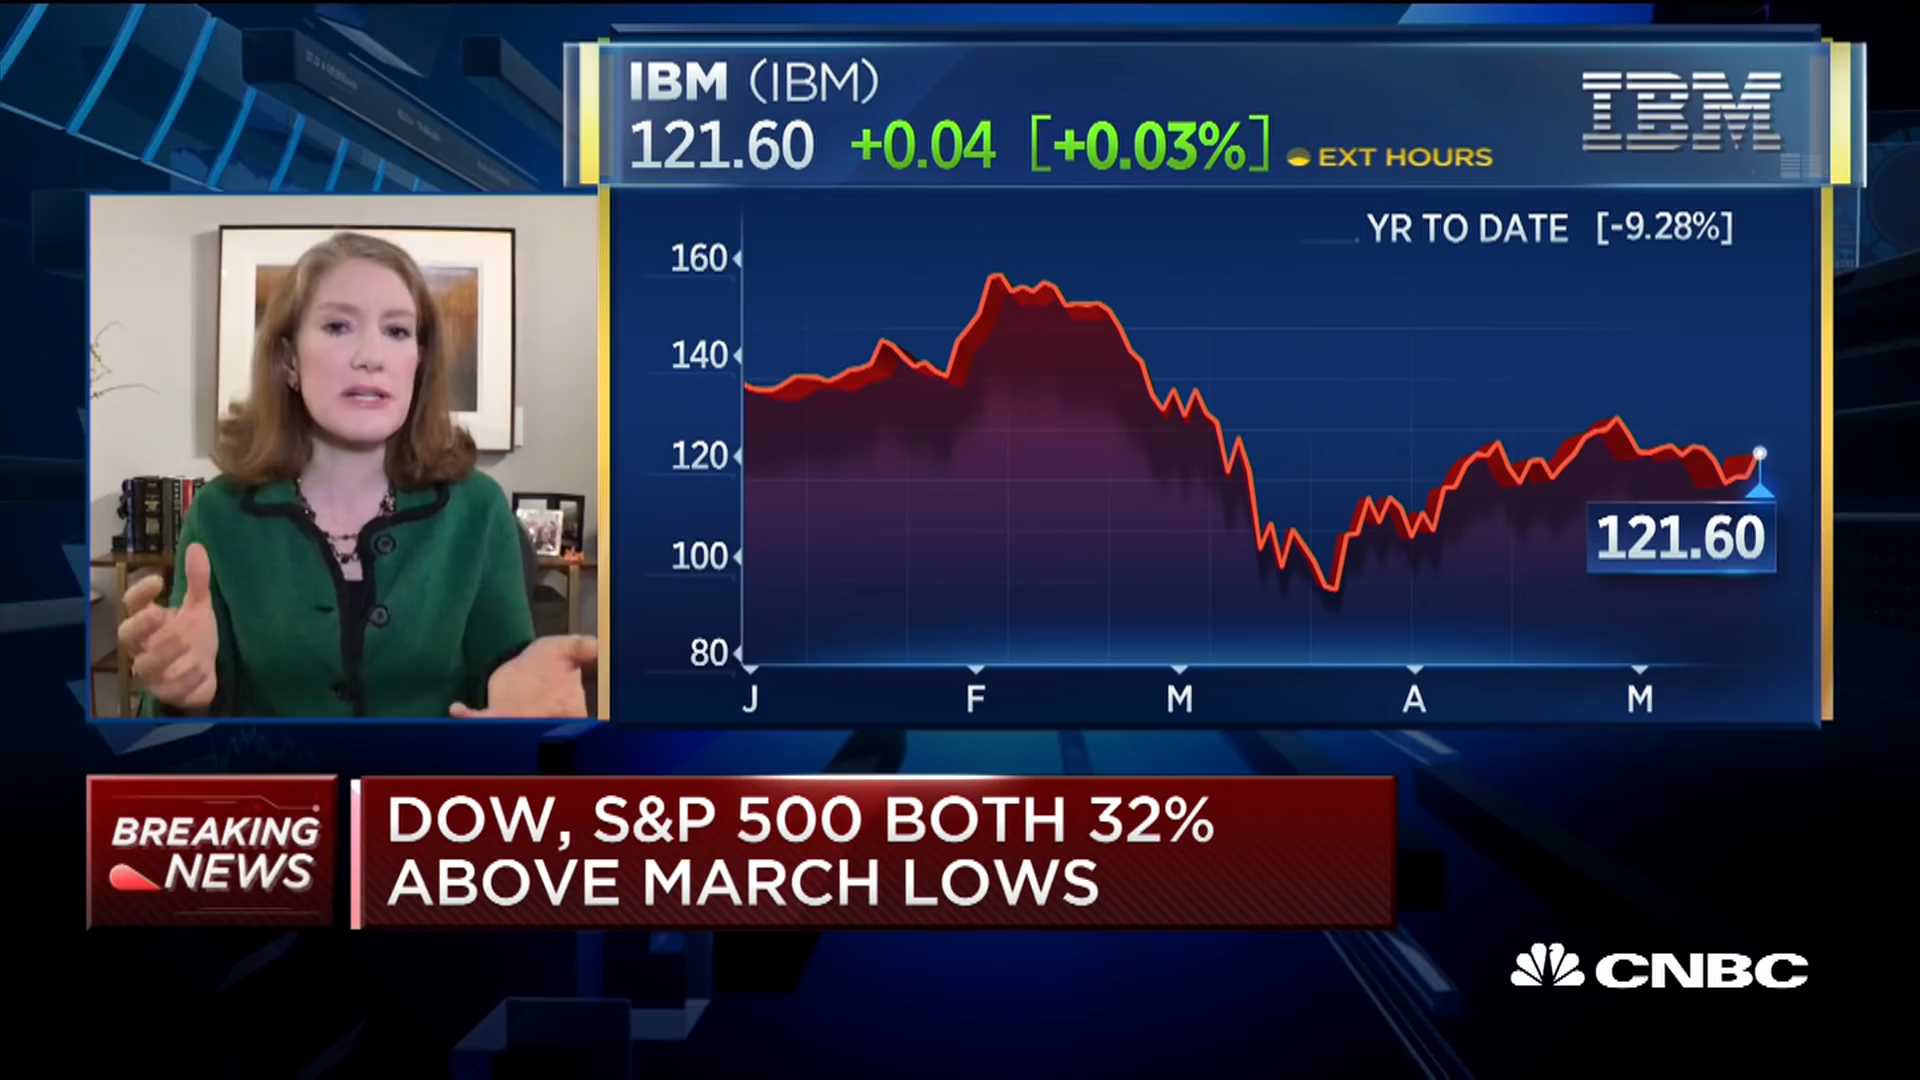 IBM (IBM)
121.60 +0.04 [+0.03%] EXT HOURS
IBM
YR TO DATE [-9.28%]
160
140
120
100
80
J F M A M
121.60
BREAKING
NEWS
DOW, S&P 500 BOTH 32%
ABOVE MARCH LOWS
CNBC